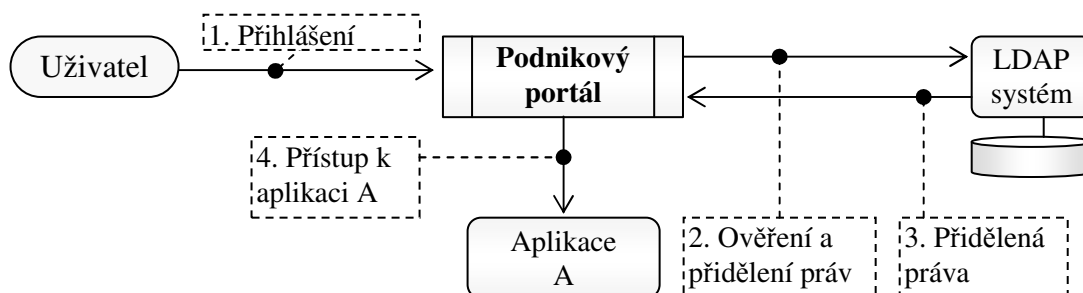 1. Přihlášení
Uživatel
Podnikový
portál
LDAP
systém
4. Přístup k
aplikaci A
Aplikace
A
2. Ověření a
přidělení práv
3. Přidělená
práva